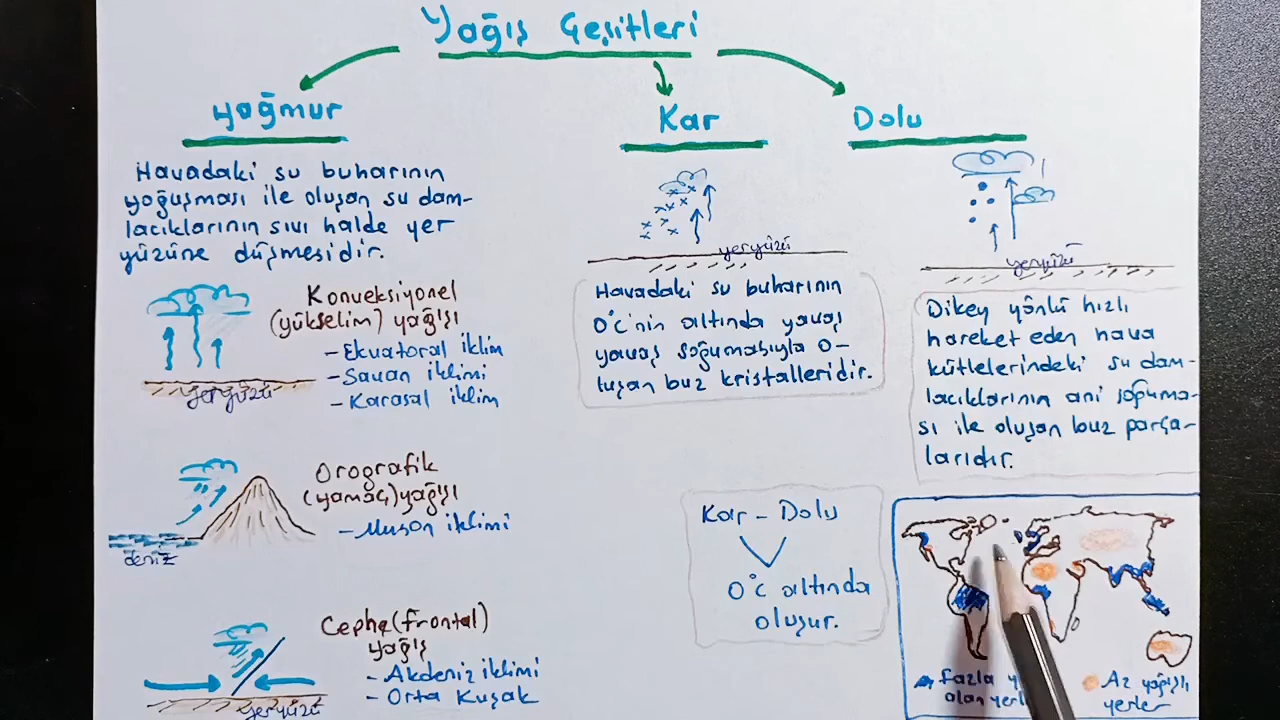 Yağış Çeşitleri
Yağmur
Havadaki su buharının
yoğuşması ile oluşan su dam-
lacıklarının sıvı halde yer
yüzüne düşmesidir.
Konveksiyonel
(yükselim) yağışı
- Ekvatoral iklim
- Savan iklimi
- Karasal iklim
yeryüzü
Orografik
(yamaç) yağışı
- Muson iklimi
deniz
Cephe (frontal)
yağış
- Akdeniz iklimi
- Orta Kuşak
yeryüzü
Kar
yeryüzü
Havadaki su buharının
0°c'nin altında yavaş
yavaş soğumasıyla o-
luşan buz kristalleridir.
Kar - Dolu
0°c altında
oluşur.
Dolu
yeryüzü
Dikey yönlü hızlı
hareket eden hava
kütlelerindeki su dam-
lacıklarının ani soğuma-
sı ile oluşan buz parça-
larıdır.
fazla
alan
Az yağışlı
yerler